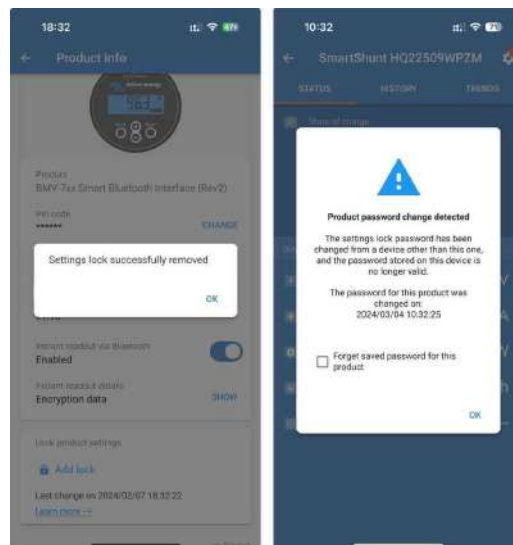 18:32
Product info
Product
BMV-7xx Smart Bluetooth Interface (Rev2)
PIN code
******
CHANGE
Settings lock successfully removed
OK
Instant readout via Bluetooth
Enabled
Instant readout details
Encryption data
SHOW
Lock product settings
Add lock
Last change on 2024/02/07 18:32:22
Learn more
10:32
SmartShunt HQ22509WPZM
STATUS
HISTORY
TRENDS
State of charge
Product password change detected
The settings lock password has been
changed from a device other than this one,
and the password stored on this device is
no longer valid.
The password for this product was
changed on:
2024/03/04 10:32:25
Forget saved password for this
product
OK